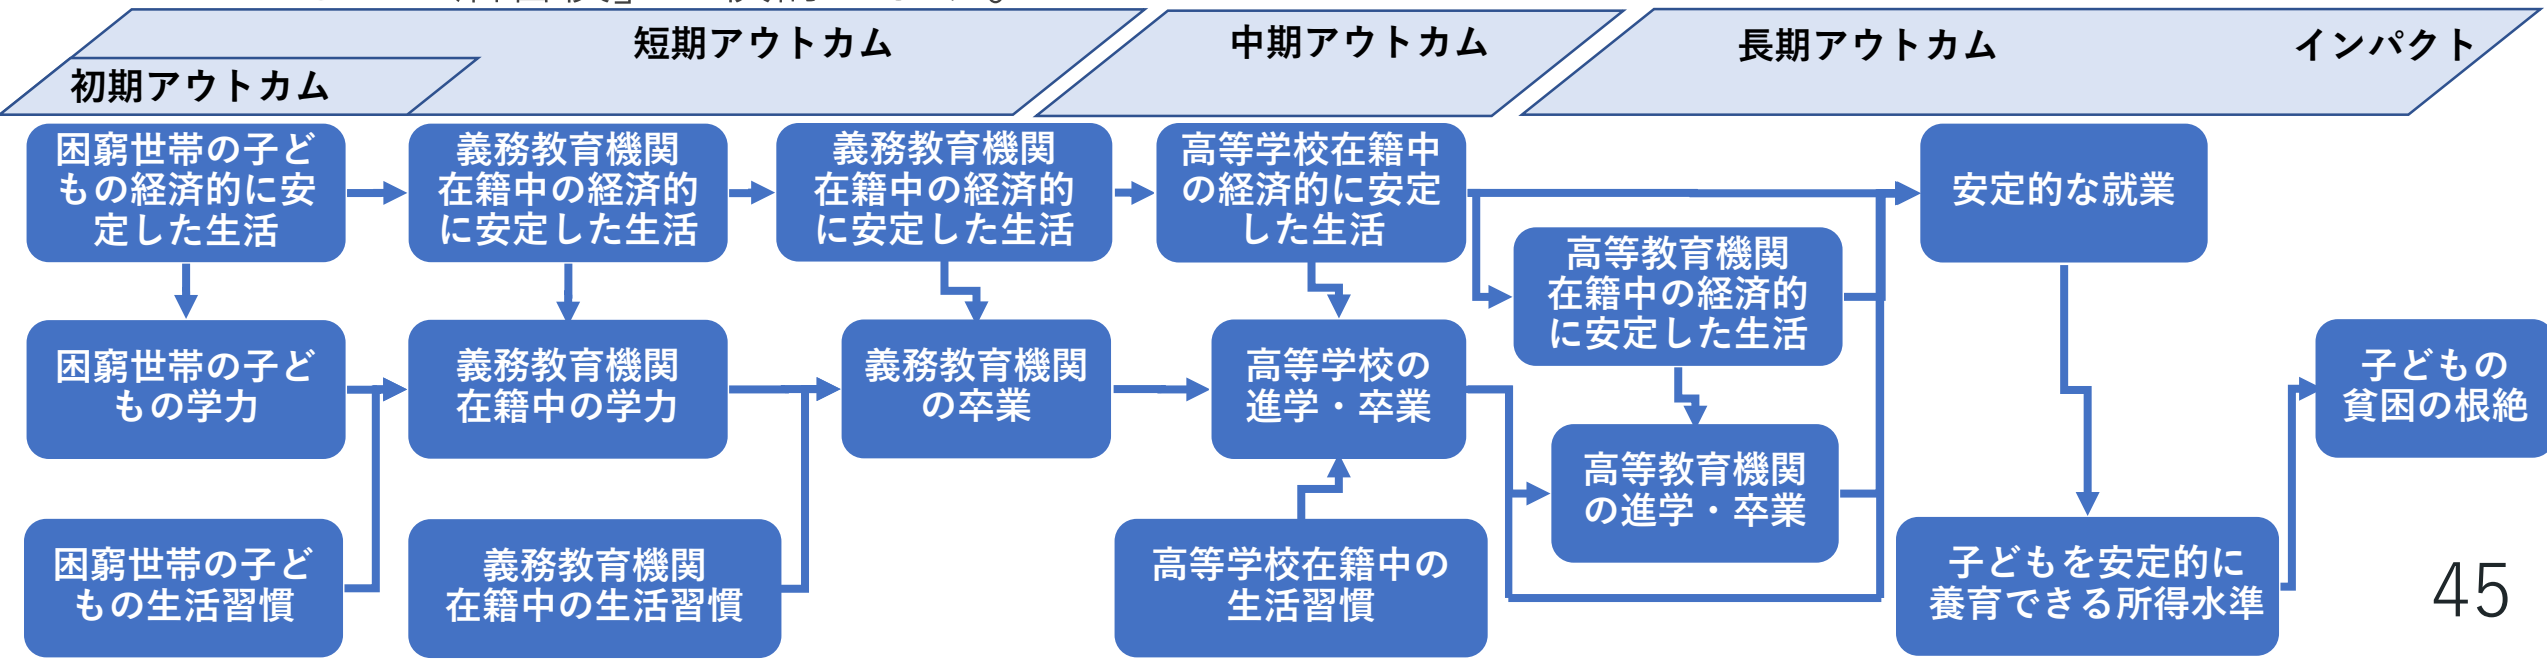 短期アウトカム
中期アウトカム
長期アウトカム
インパクト
初期アウトカム
困窮世帯の子ど
もの経済的に安
定した生活
義務教育機関
在籍中の経済的
に安定した生活
義務教育機関
在籍中の経済的
に安定した生活
高等学校在籍中
の経済的に安定
した生活
安定的な就業
高等教育機関
在籍中の経済的
に安定した生活
困窮世帯の子ど
もの学力
義務教育機関
在籍中の学力
義務教育機関
の卒業
高等学校の
進学・卒業
子どもの
貧困の根絶
高等教育機関
の進学・卒業
困窮世帯の子ど
もの生活習慣
義務教育機関
在籍中の生活習慣
高等学校在籍中の
生活習慣
子どもを安定的に
養育できる所得水準
45